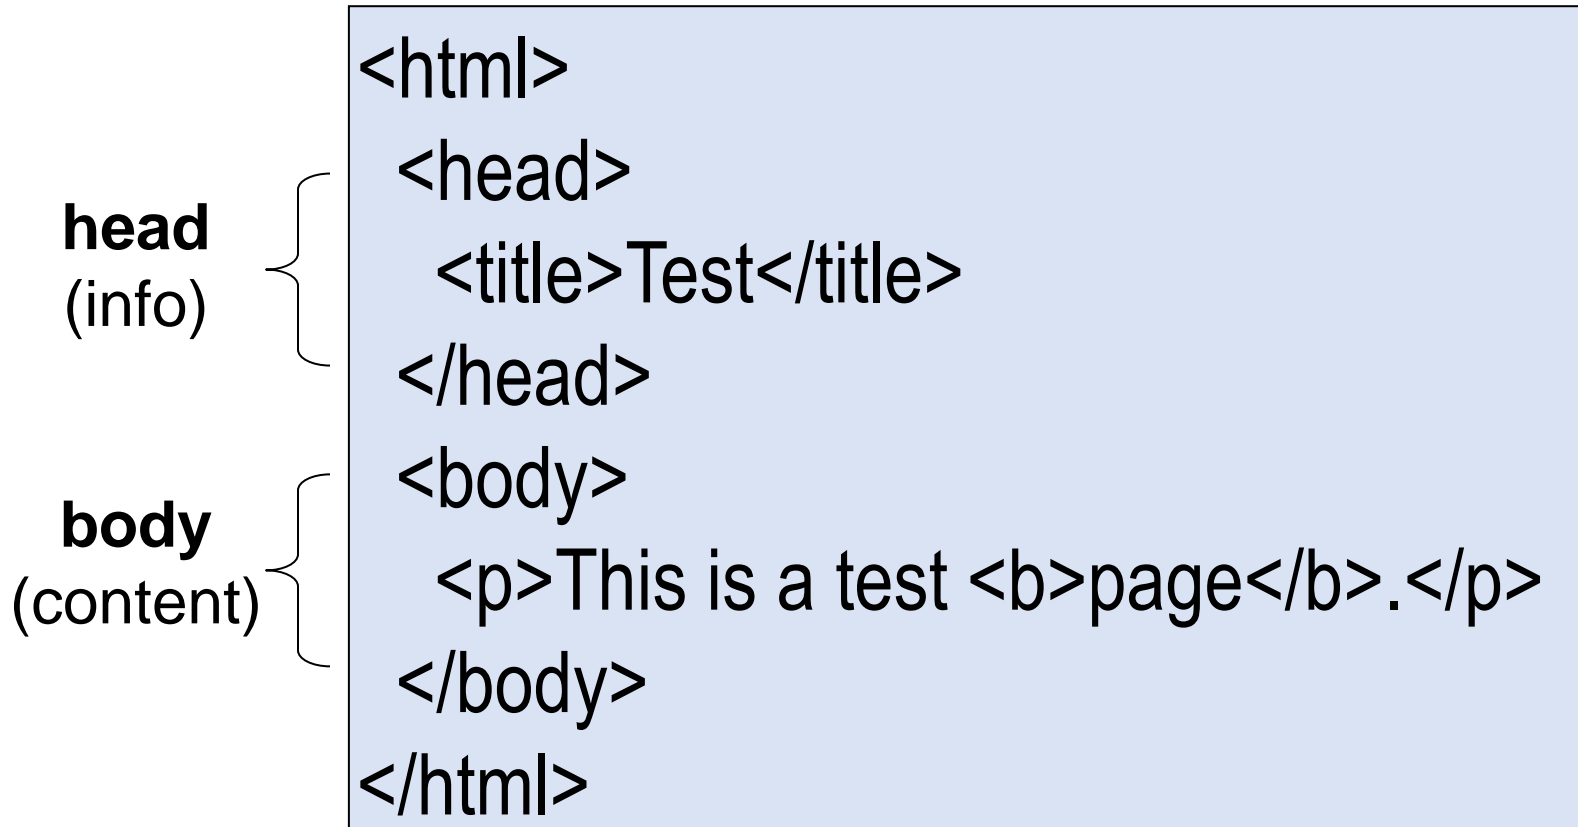 <html>
<head>
head
(info)
<title>Test</title>
</head>
<body>
body
(content)
<p>This is a test <b>page</b>.</p>
</body>
</html>